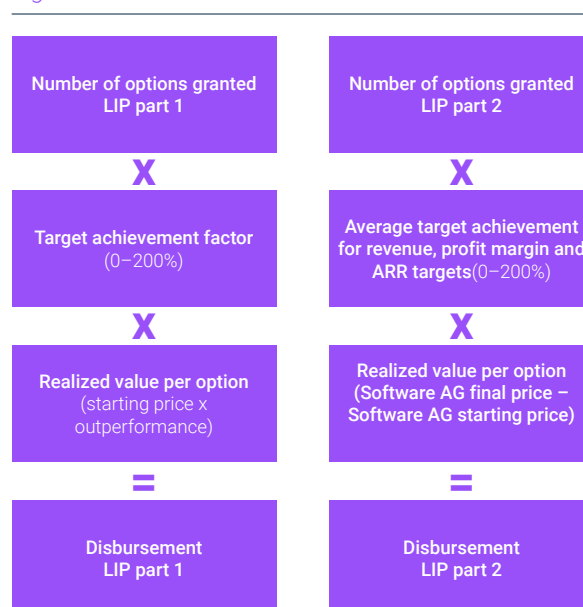 Number of options granted
LIP part 1
X
Target achievement factor
(0–200%)
X
Realized value per option
(starting price x
outperformance)
=
Disbursement
LIP part 1
Number of options granted
LIP part 2
X
Average target achievement
for revenue, profit margin and
ARR targets(0–200%)
X
Realized value per option
(Software AG final price –
Software AG starting price)
=
Disbursement
LIP part 2